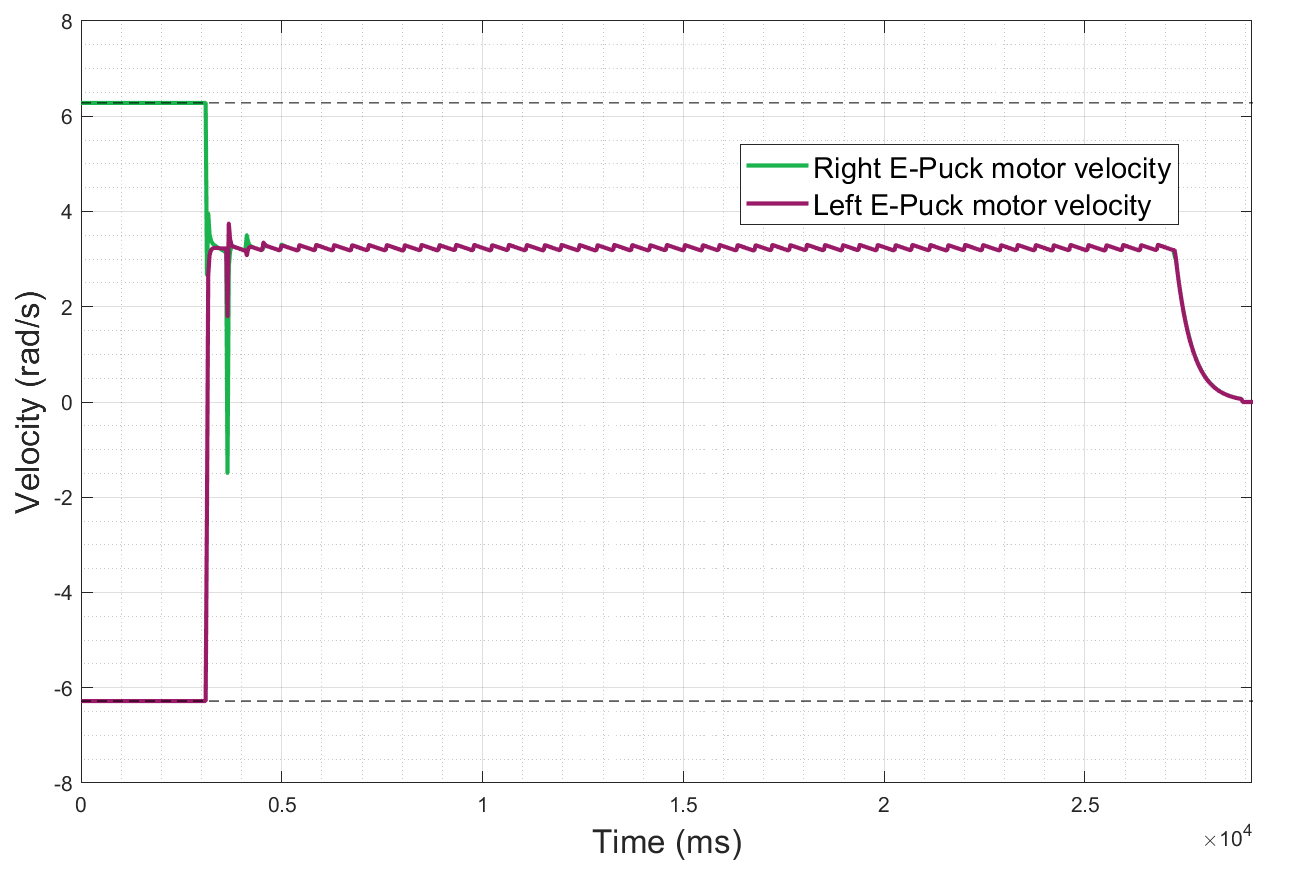 8
6
4
2
0
-2
-4
-6
-8
Velocity (rad/s)
Right E-Puck motor velocity
Left E-Puck motor velocity
0 0.5 1 1.5 2 2.5
×10⁴
Time (ms)